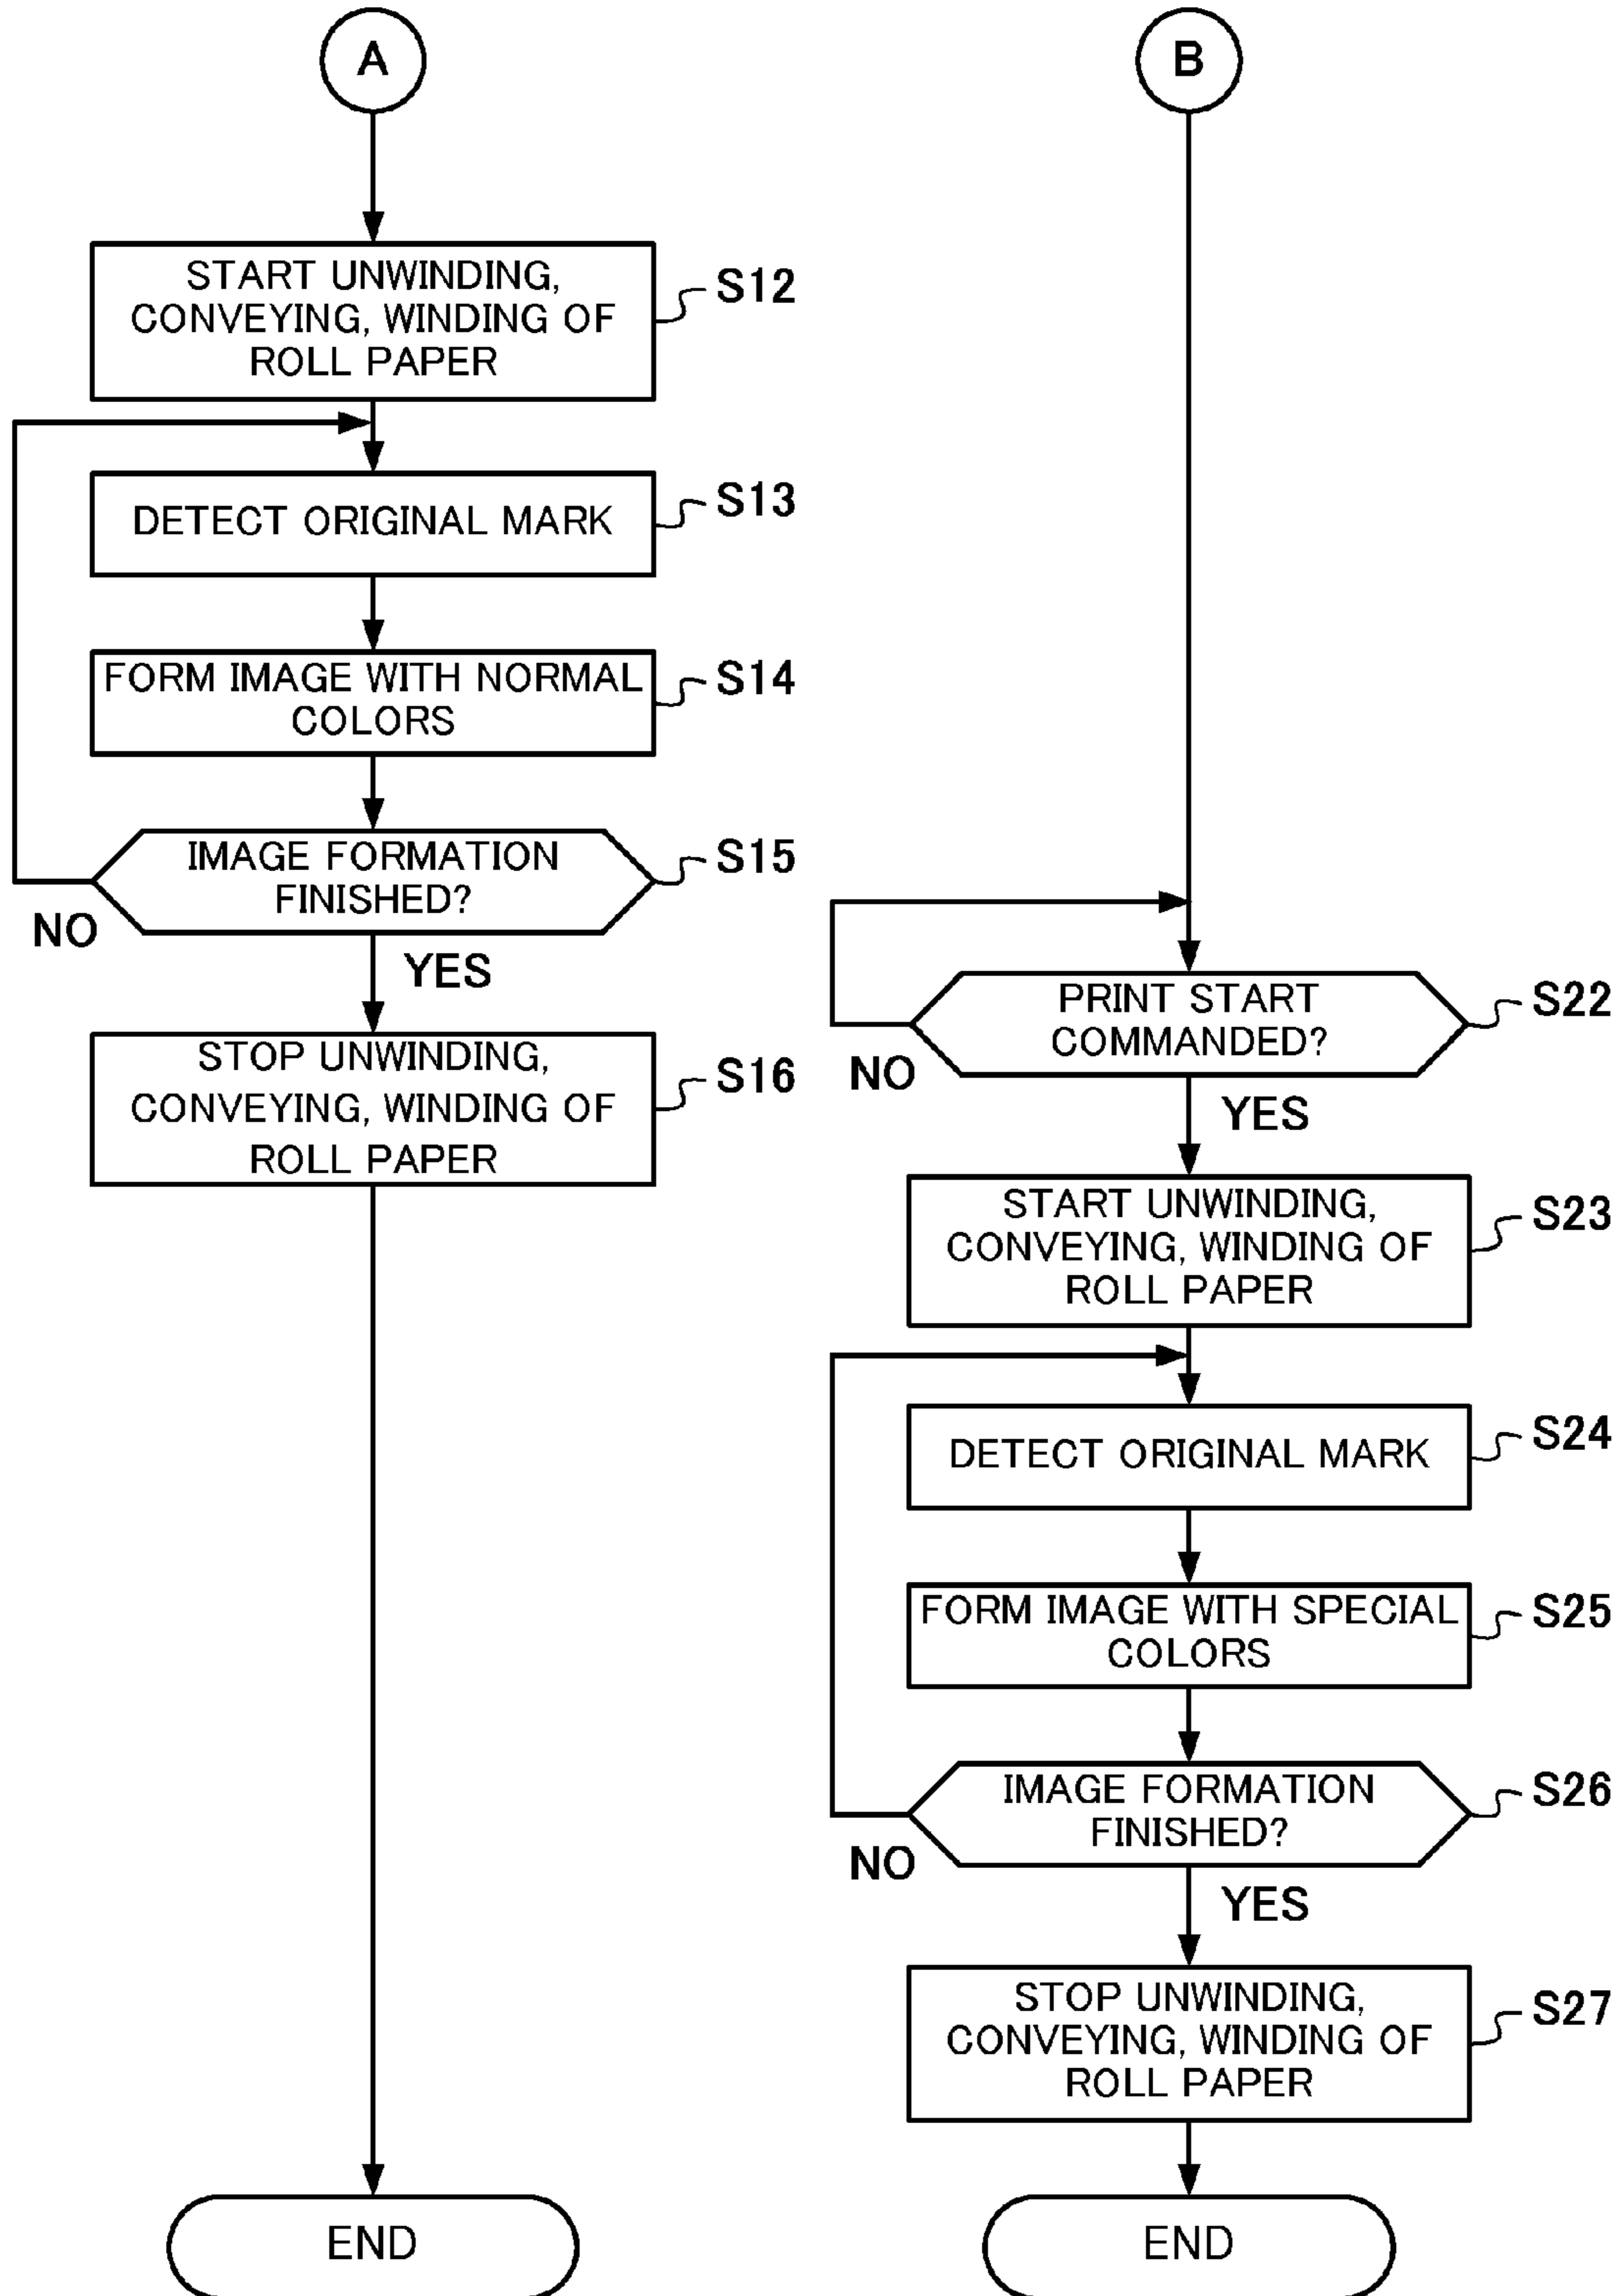 A
START UNWINDING,
CONVEYING, WINDING OF
ROLL PAPER
S12
DETECT ORIGINAL MARK
S13
FORM IMAGE WITH NORMAL
COLORS
S14
IMAGE FORMATION
FINISHED?
S15
NO
YES
STOP UNWINDING,
CONVEYING, WINDING OF
ROLL PAPER
S16
END
B
PRINT START
COMMANDED?
S22
NO
YES
START UNWINDING,
CONVEYING, WINDING OF
ROLL PAPER
S23
DETECT ORIGINAL MARK
S24
FORM IMAGE WITH SPECIAL
COLORS
S25
IMAGE FORMATION
FINISHED?
S26
NO
YES
STOP UNWINDING,
CONVEYING, WINDING OF
ROLL PAPER
S27
END